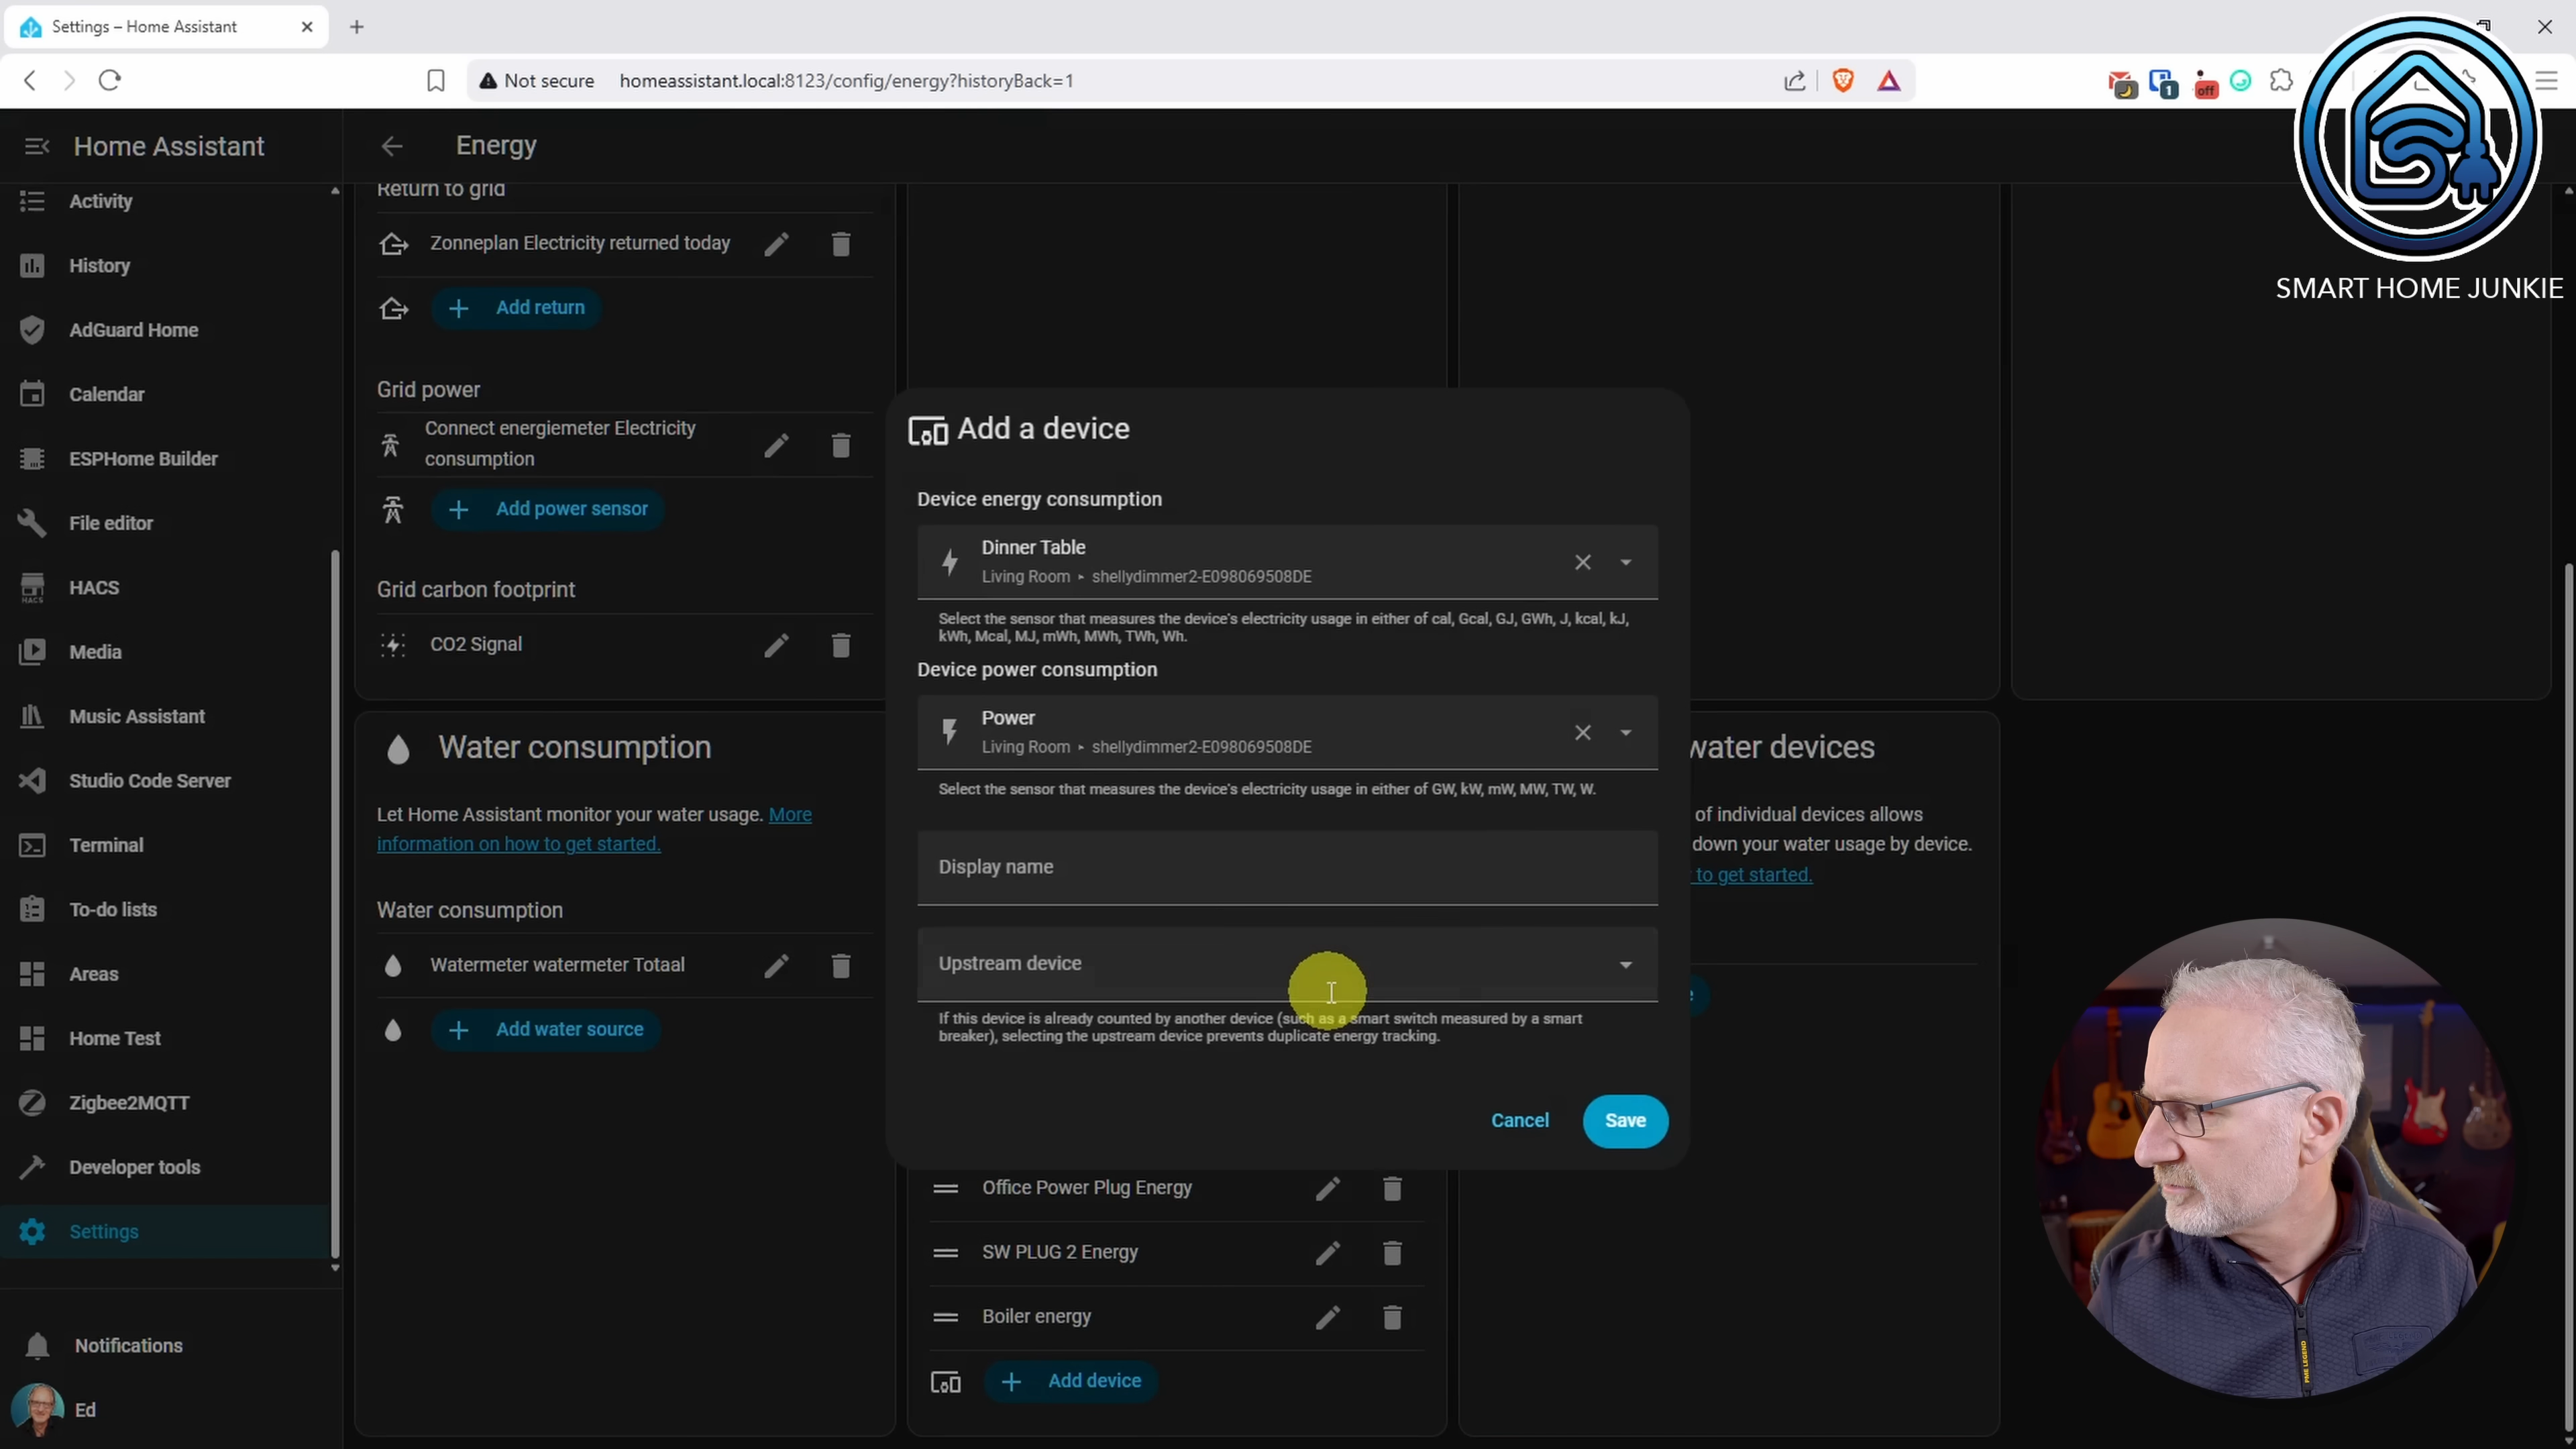 Settings – Home Assistant
Not secure
homeassistant.local:8123/config/energy?historyBack=1
1
off
SMART HOME JUNKIE
Home Assistant
Activity
History
AdGuard Home
Calendar
ESPHome Builder
File editor
HACS
HACS
Media
Music Assistant
Studio Code Server
Terminal
To-do lists
Areas
Home Test
Zigbee2MQTT
Developer tools
Settings
Notifications
Ed
Energy
Return to grid
Zonneplan Electricity returned today
Add return
Grid power
Connect energiemeter Electricity
consumption
Add power sensor
Grid carbon footprint
CO2 Signal
Water consumption
Let Home Assistant monitor your water usage. More
information on how to get started.
Water consumption
Watermeter watermeter Totaal
Add water source
Add a device
Device energy consumption
Dinner Table
Living Room ▸ shellydimmer2-E098069508DE
Select the sensor that measures the device's electricity usage in either of cal, Gcal, GJ, GWh, J, kcal, kJ,
kWh, Mcal, MJ, mWh, MWh, TWh, Wh.
Device power consumption
Power
Living Room ▸ shellydimmer2-E098069508DE
Select the sensor that measures the device's electricity usage in either of GW, kW, mW, MW, TW, W.
Display name
Upstream device
If this device is already counted by another device (such as a smart switch measured by a smart
breaker), selecting the upstream device prevents duplicate energy tracking.
Cancel
Save
Office Power Plug Energy
SW PLUG 2 Energy
Boiler energy
Add device
water devices
of individual devices allows
down your water usage by device.
to get started.
PME LEGEND